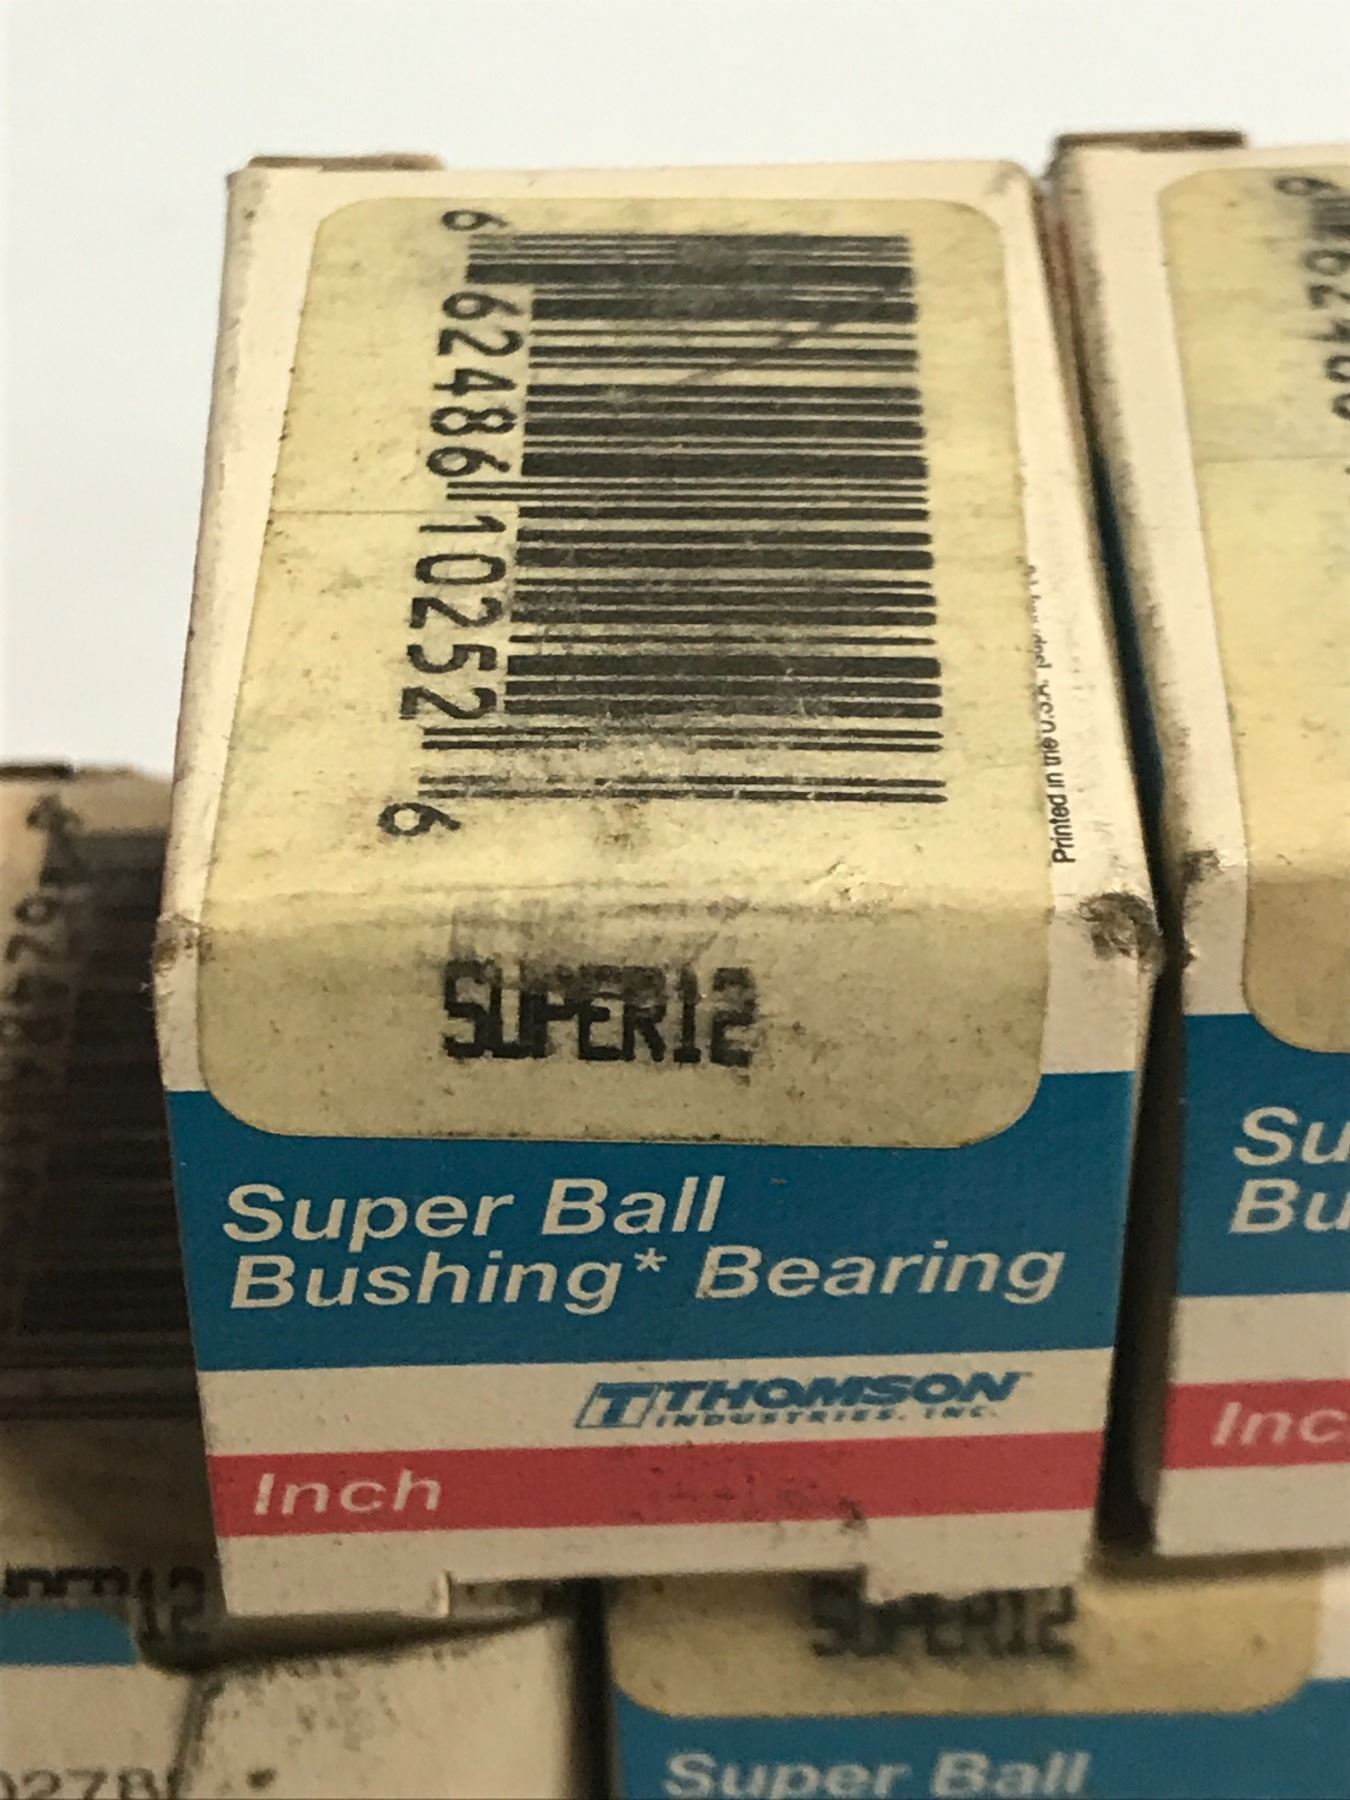 6 62486 10252 6
Printed in the U.S.A.
SUPER12
Super Ball
Bushing* Bearing
T THOMSON
INDUSTRIES, INC.
Inch
Su
Bu
Inc
12
SUPER12
Super Ball